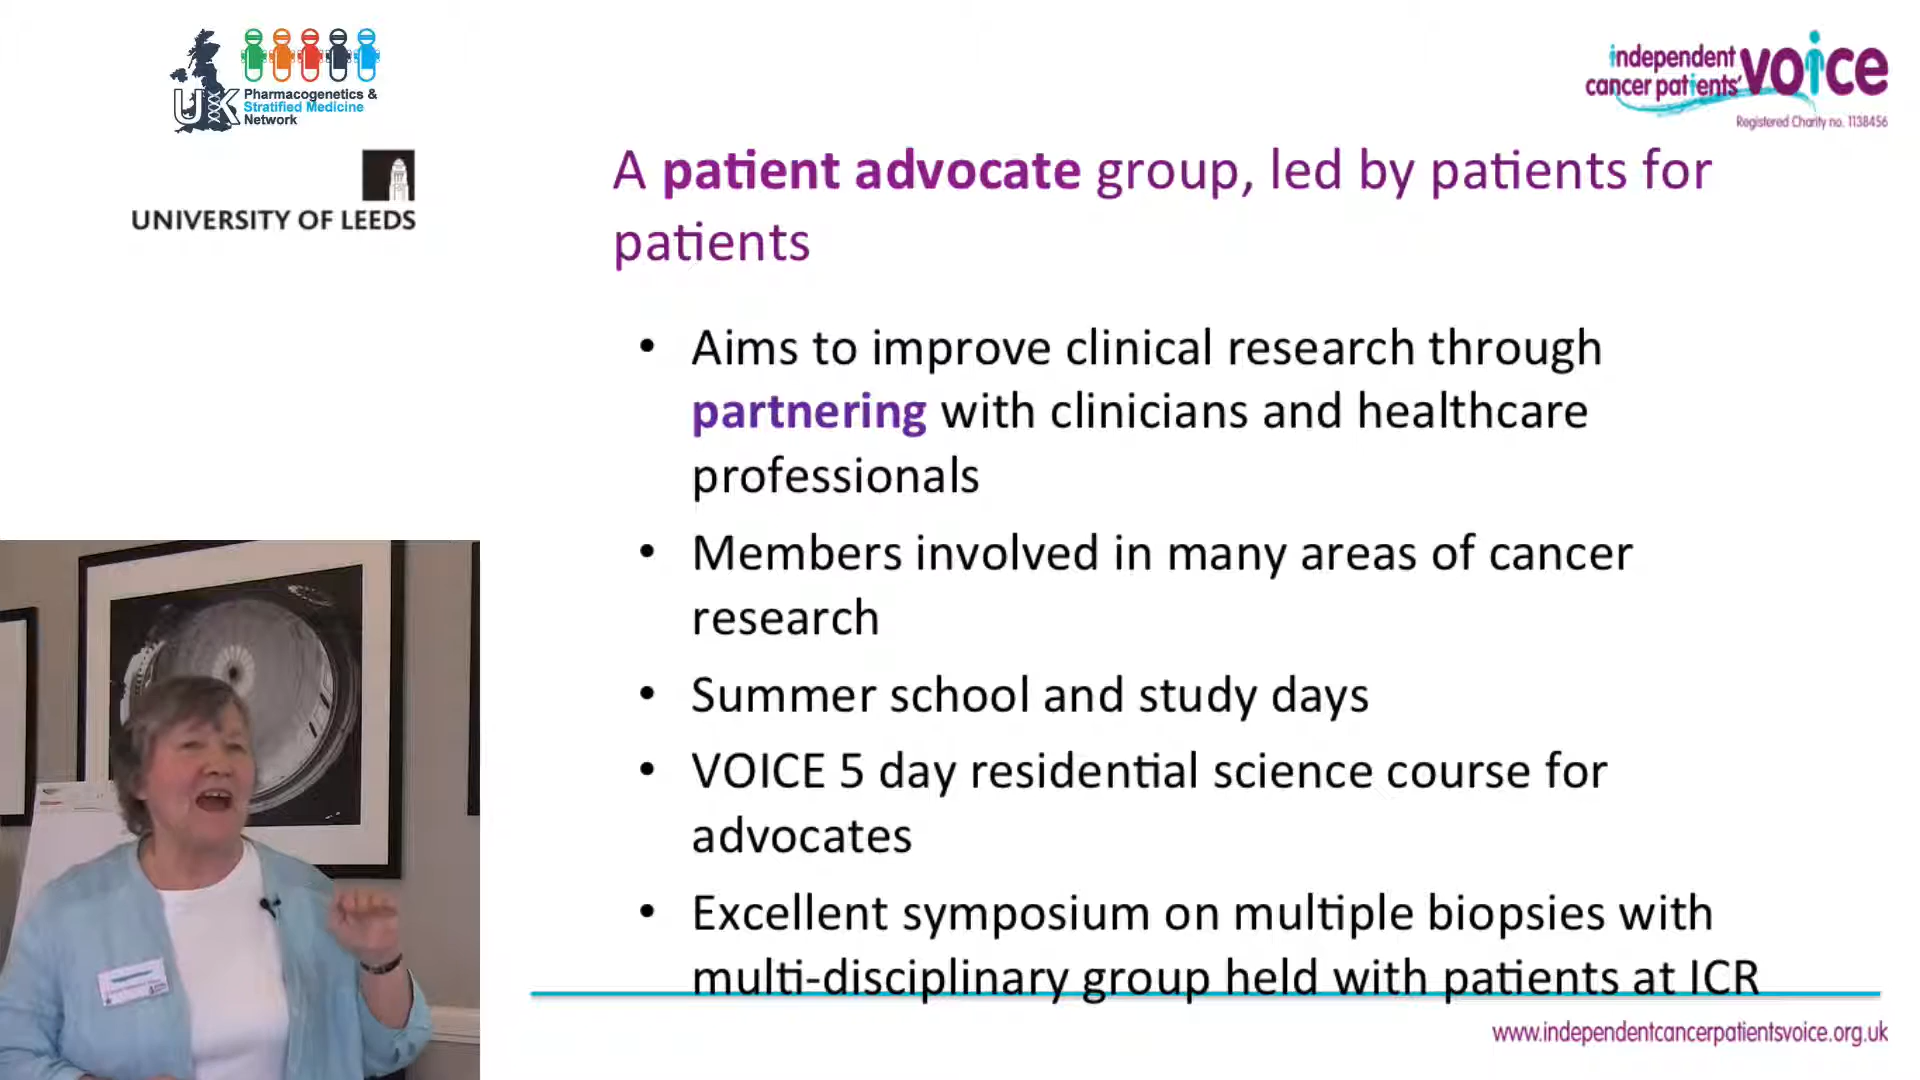 UK
Pharmacogenetics &
Stratified Medicine
Network
UNIVERSITY OF LEEDS
independent
cancer patients'
voice
Registered Charity no. 1138456
A patient advocate group, led by patients for
patients
• Aims to improve clinical research through
partnering with clinicians and healthcare
professionals
• Members involved in many areas of cancer
research
• Summer school and study days
• VOICE 5 day residential science course for
advocates
• Excellent symposium on multiple biopsies with
multi-disciplinary group held with patients at ICR
www.independentcancerpatientsvoice.org.uk